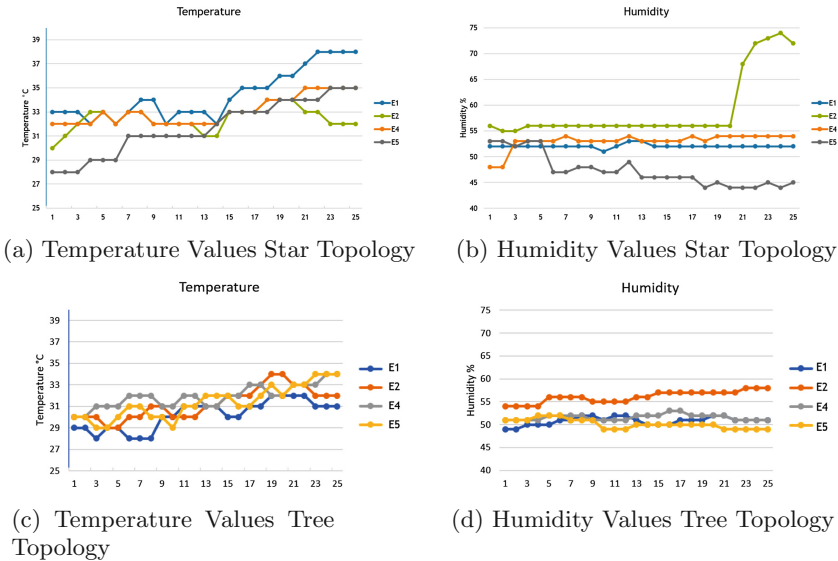 Temperature
39
37
35
33
31
29
27
25
Temperature °C
1 3 5 7 9 11 13 15 17 19 21 23 25
E1
E2
E4
E5
(a) Temperature Values Star Topology
Humidity
75
70
65
60
55
50
45
40
Humidity %
1 3 5 7 9 11 13 15 17 19 21 23 25
E1
E2
E4
E5
(b) Humidity Values Star Topology
Temperature
39
37
35
33
31
29
27
25
Temperature °C
1 3 5 7 9 11 13 15 17 19 21 23 25
E1
E2
E4
E5
(c) Temperature Values Tree
Topology
Humidity
75
70
65
60
55
50
45
40
Humidity %
1 3 5 7 9 11 13 15 17 19 21 23 25
E1
E2
E4
E5
(d) Humidity Values Tree Topology